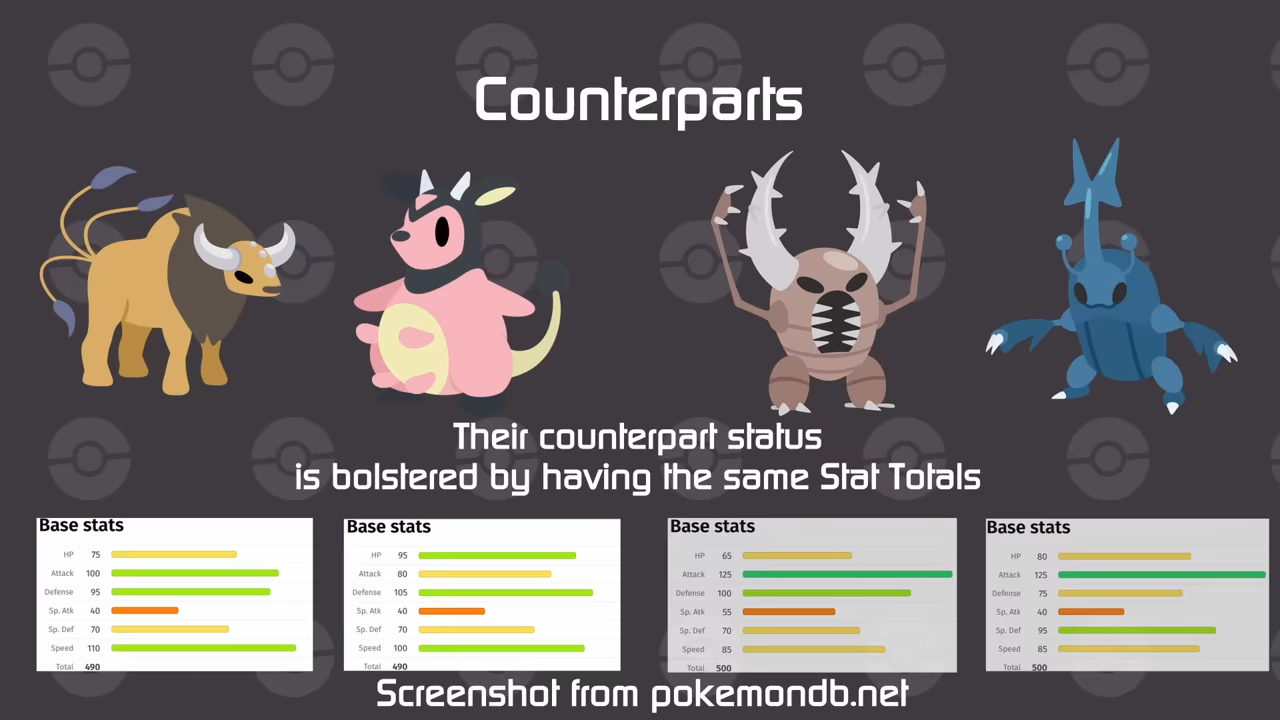 Counterparts
Their counterpart status
is bolstered by having the same Stat Totals
Base stats
HP 75
Attack 100
Defense 95
Sp. Atk 40
Sp. Def 70
Speed 110
Total 490
Base stats
HP 95
Attack 80
Defense 105
Sp. Atk 40
Sp. Def 70
Speed 100
Total 490
Base stats
HP 65
Attack 125
Defense 100
Sp. Atk 55
Sp. Def 70
Speed 85
Total 500
Base stats
HP 80
Attack 125
Defense 75
Sp. Atk 40
Sp. Def 95
Speed 85
Total 500
Screenshot from pokemondb.net